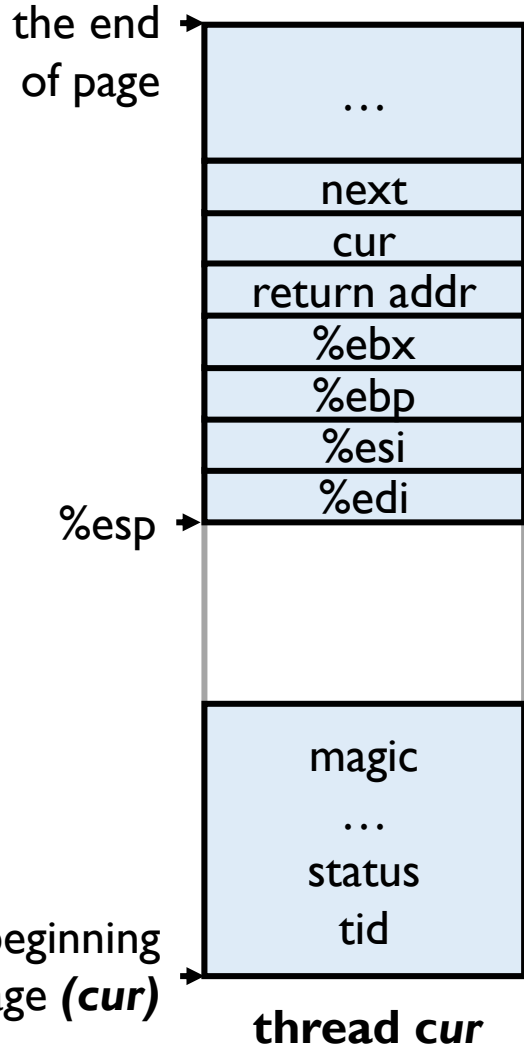 the end
of page
…
next
cur
return addr
%ebx
%ebp
%esi
%edi
%esp
magic
…
status
tid
beginning
(cur)
thread cur